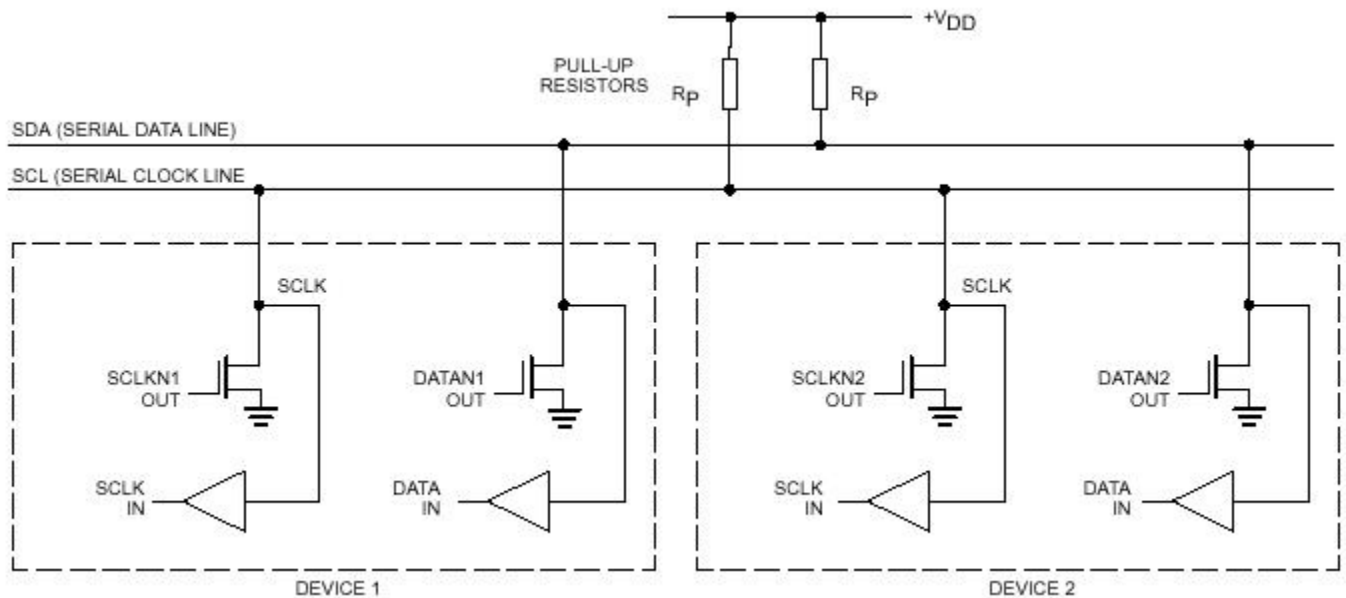 +VDD
PULL-UP
RESISTORS
RP
RP
SDA (SERIAL DATA LINE)
SCL (SERIAL CLOCK LINE
SCLK
SCLK
SCLKN1
OUT
DATAN1
OUT
SCLKN2
OUT
DATAN2
OUT
SCLK
IN
DATA
IN
SCLK
IN
DATA
IN
DEVICE 1
DEVICE 2